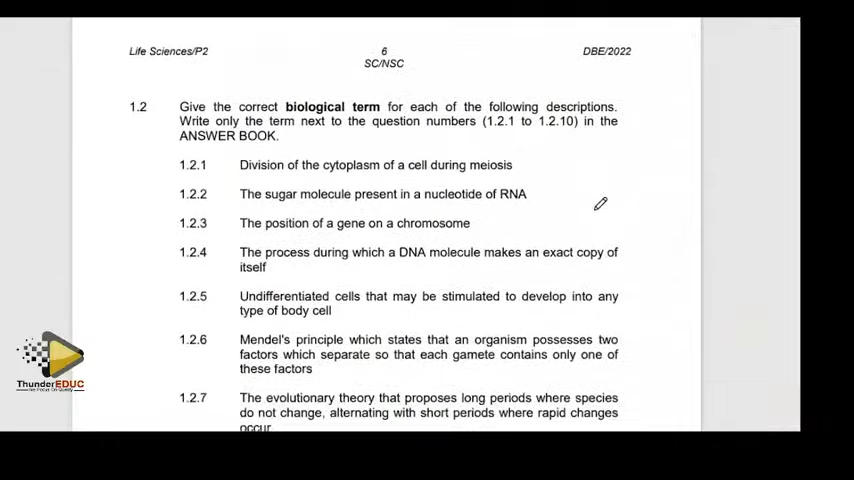 Life Sciences/P2 6 DBE/2022
SC/NSC
1.2 Give the correct biological term for each of the following descriptions.
Write only the term next to the question numbers (1.2.1 to 1.2.10) in the
ANSWER BOOK.
1.2.1 Division of the cytoplasm of a cell during meiosis
1.2.2 The sugar molecule present in a nucleotide of RNA
1.2.3 The position of a gene on a chromosome
1.2.4 The process during which a DNA molecule makes an exact copy of
itself
1.2.5 Undifferentiated cells that may be stimulated to develop into any
type of body cell
1.2.6 Mendel's principle which states that an organism possesses two
factors which separate so that each gamete contains only one of
these factors
1.2.7 The evolutionary theory that proposes long periods where species
do not change, alternating with short periods where rapid changes
occur
ThunderEDUC
We Focus On Quality